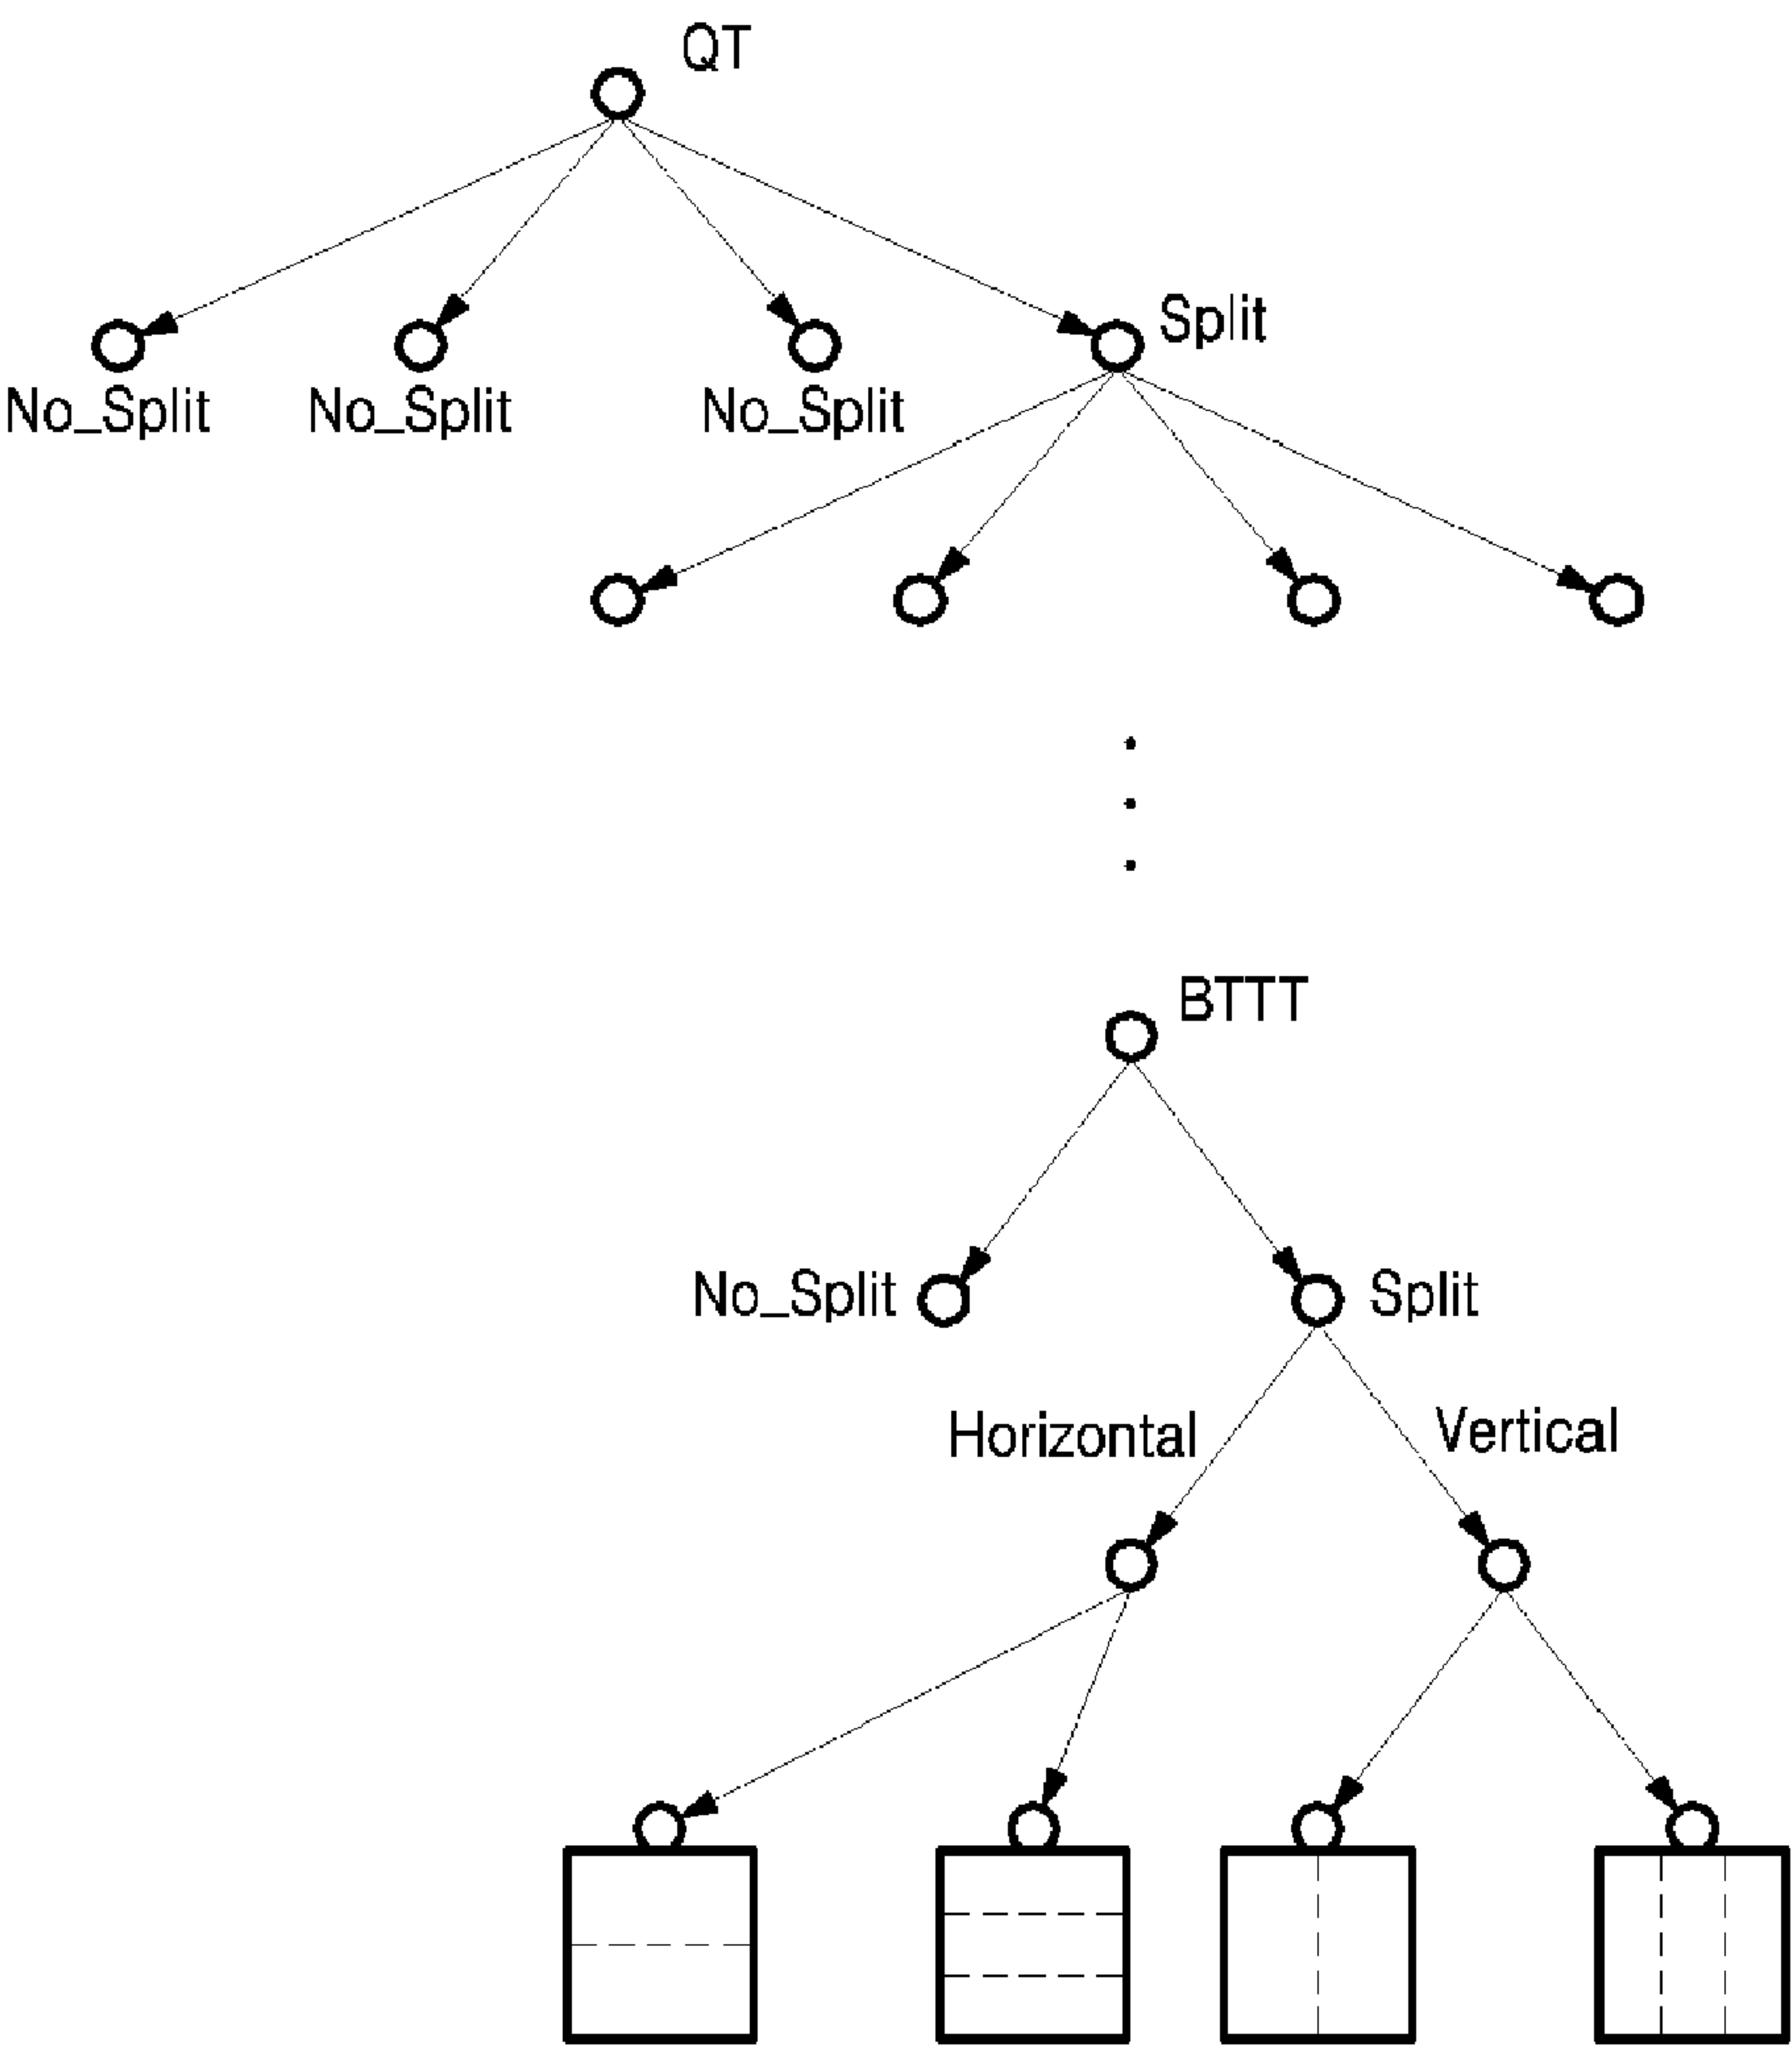 QT
Split
No_Split
No_Split
No_Split
BTTT
No_Split
Split
Horizontal
Vertical